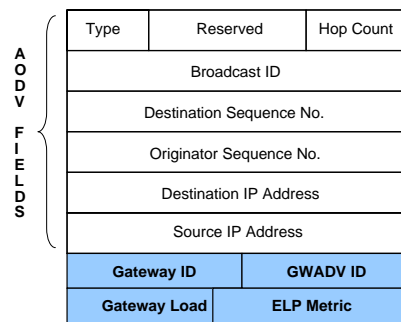 AODV FIELDS
Type Reserved Hop Count
Broadcast ID
Destination Sequence No.
Originator Sequence No.
Destination IP Address
Source IP Address
Gateway ID GWADV ID
Gateway Load ELP Metric